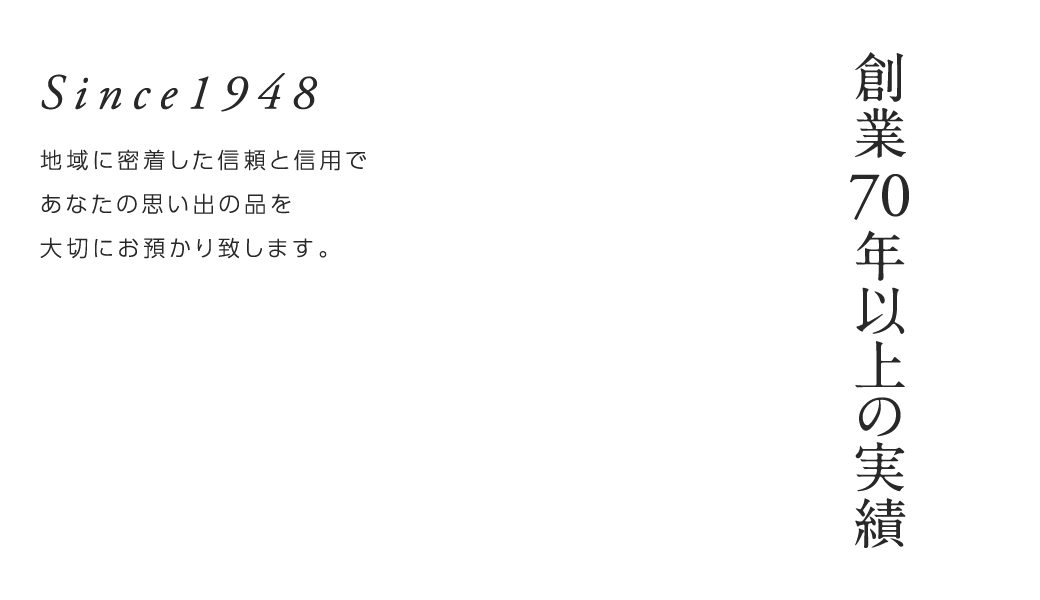 Since1948
地域に密着した信頼と信用で
あなたの思い出の品を
大切にお預かり致します。
創業70年以上の実績